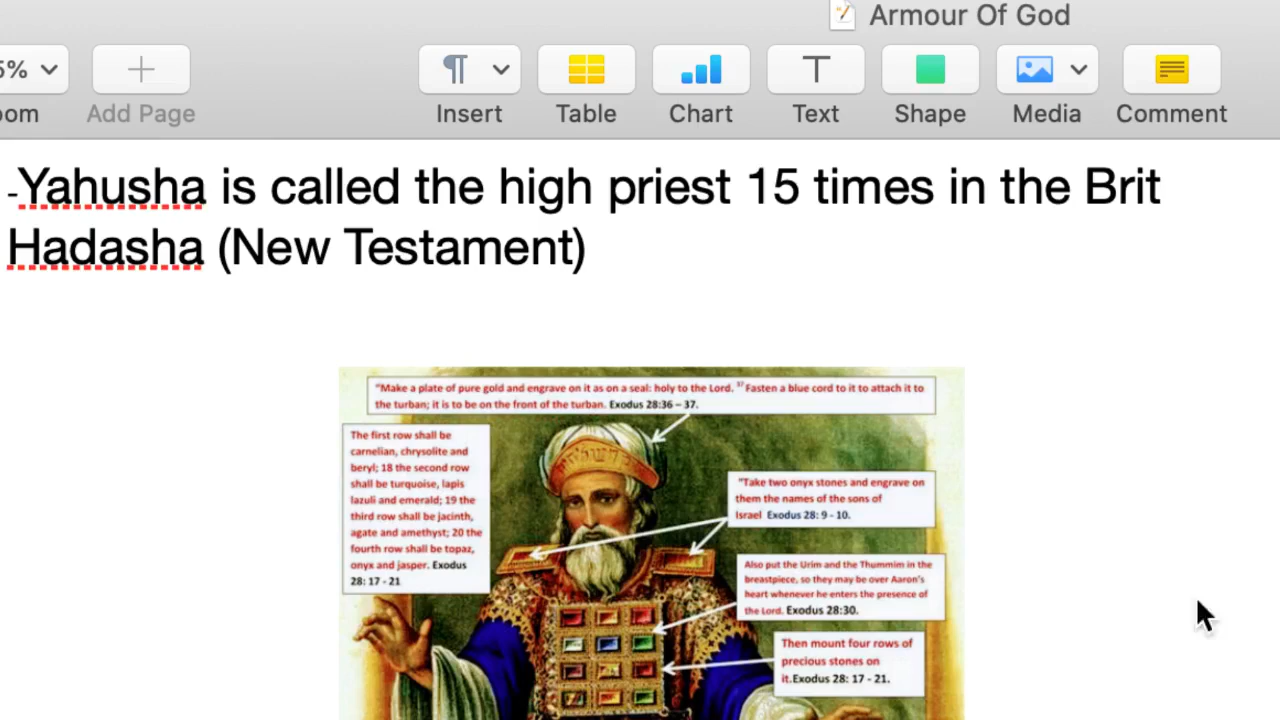 Armour Of God
5%
oom
Add Page
Insert
Table
Chart
Text
Shape
Media
Comment
-Yahusha is called the high priest 15 times in the Brit
Hadasha (New Testament)
"Make a plate of pure gold and engrave on it as on a seal: holy to the Lord. 37 Fasten a blue cord to it to attach it to
the turban; it is to be on the front of the turban. Exodus 28:36 – 37.
The first row shall be
carnelian, chrysolite and
beryl; 18 the second row
shall be turquoise, lapis
lazuli and emerald; 19 the
third row shall be jacinth,
agate and amethyst; 20 the
fourth row shall be topaz,
onyx and jasper. Exodus
28: 17 - 21
"Take two onyx stones and engrave on
them the names of the sons of
Israel Exodus 28: 9 - 10.
Also put the Urim and the Thummim in the
breastpiece, so they may be over Aaron's
heart whenever he enters the presence of
the Lord. Exodus 28:30.
Then mount four rows of
precious stones on
it.Exodus 28: 17 - 21.